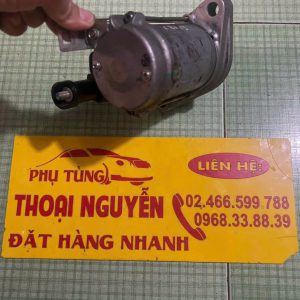 PHỤ TÙNG
LIÊN HỆ:
THOẠI NGUYỄN
02.466.599.788
0968.33.88.39
ĐẶT HÀNG NHANH